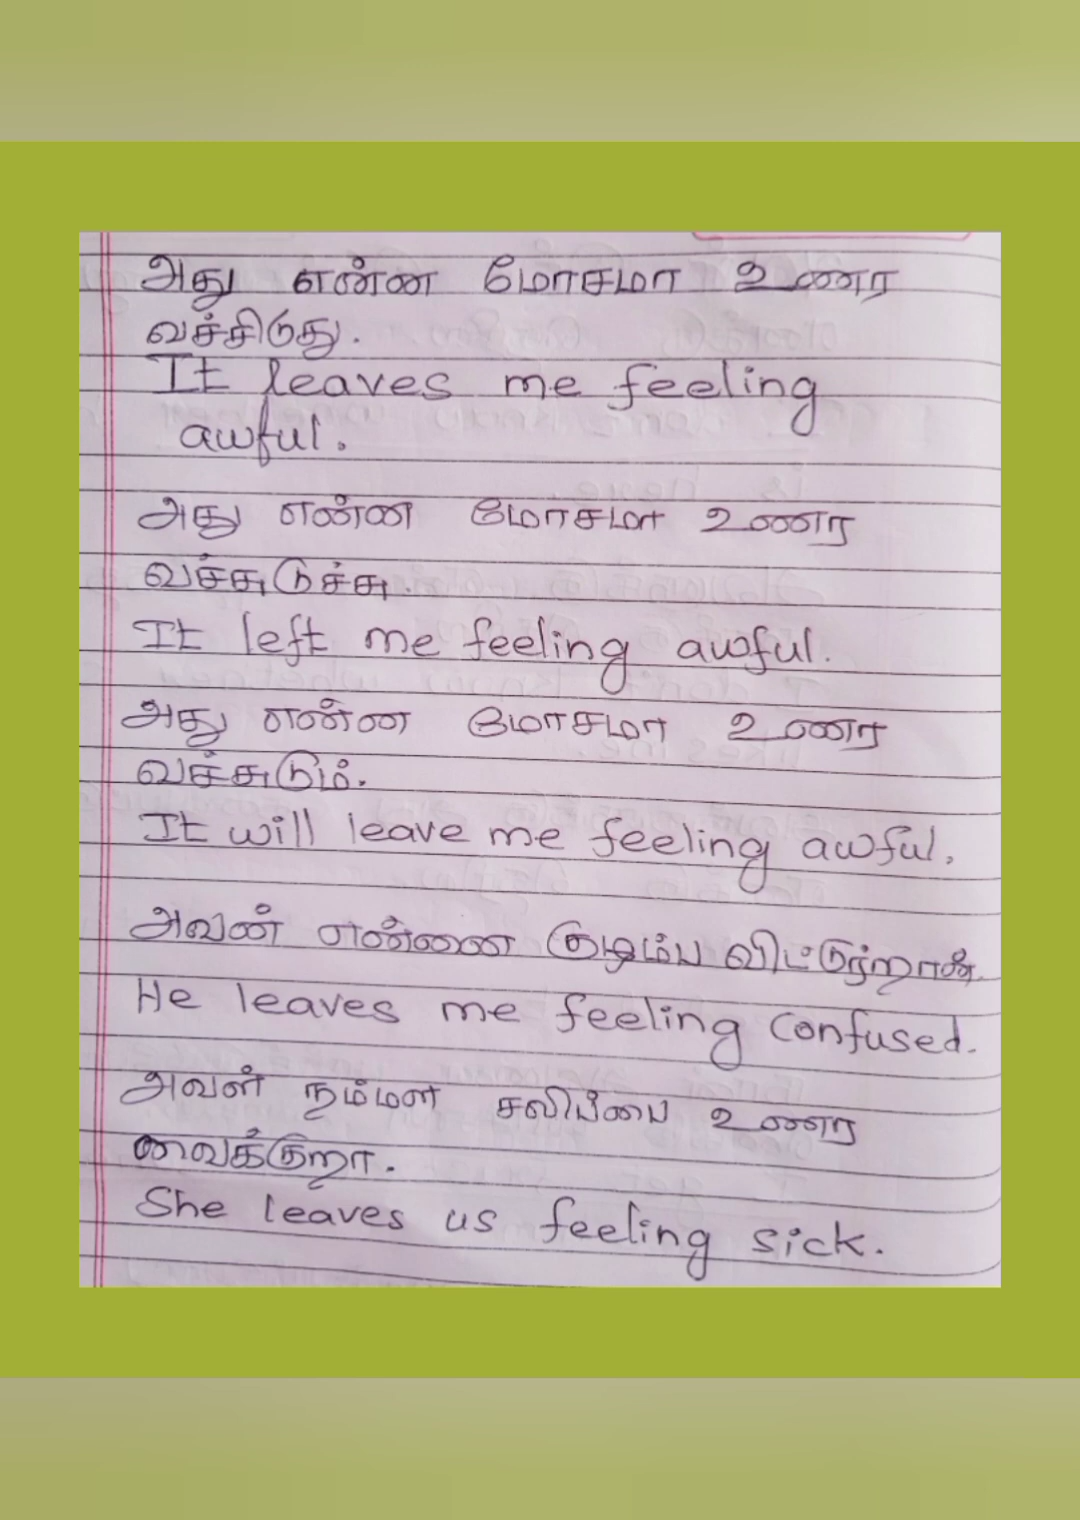 அது என்ன மோசமா உணர
வச்சிடுது.
It leaves me feeling
awful.
அது என்ன மோசமா உணர
வச்சுடுச்சு.
It left me feeling awful.
அது என்ன மோசமா உணர
வச்சுடும்.
It will leave me feeling awful.
அவன் என்னை குழம்ப விட்டுர்றான்.
He leaves me feeling confused.
அவள் நம்மள சலிப்பை உணர
வைக்குறா.
She leaves us feeling sick.